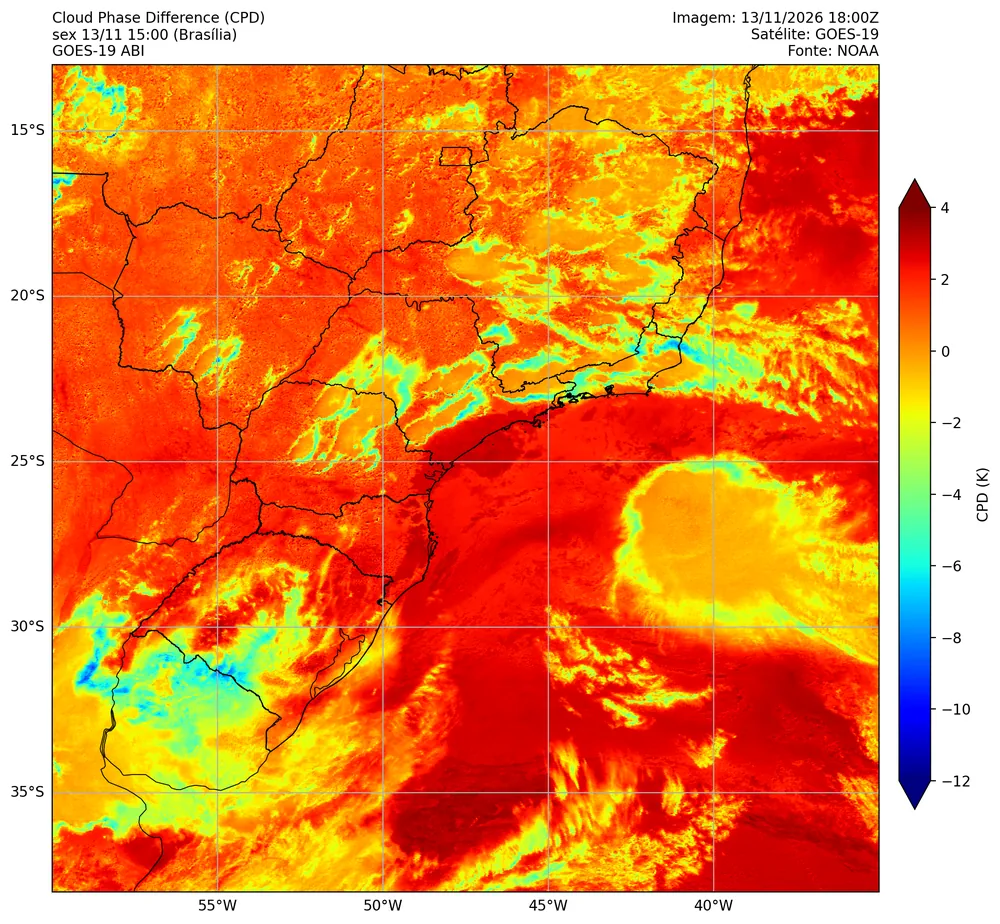 Cloud Phase Difference (CPD)
sex 13/11 15:00 (Brasília)
GOES-19 ABI
Imagem: 13/11/2026 18:00Z
Satélite: GOES-19
Fonte: NOAA
15°S
20°S
25°S
30°S
35°S
55°W
50°W
45°W
40°W
4
2
0
−2
−4
−6
−8
−10
−12
CPD (K)